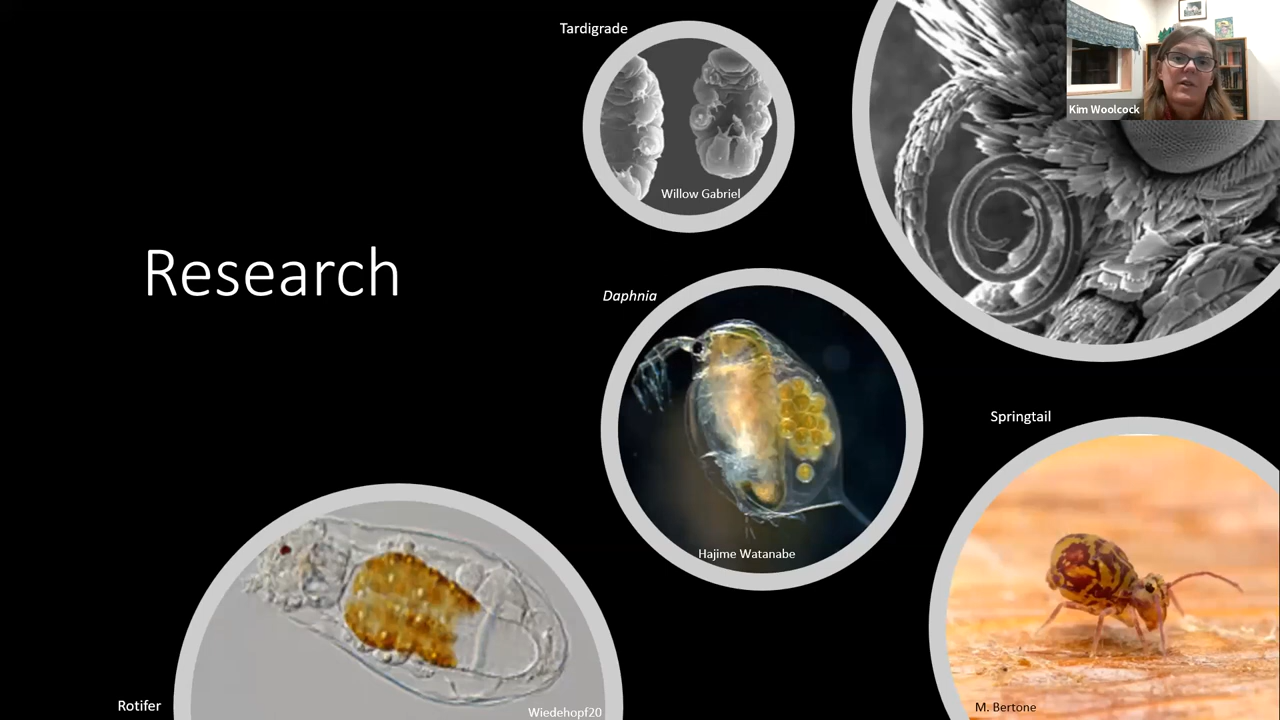 Tardigrade
Kim Woolcock
Willow Gabriel
Research
Daphnia
Hajime Watanabe
Springtail
Rotifer
Wiedehopf20
M. Bertone